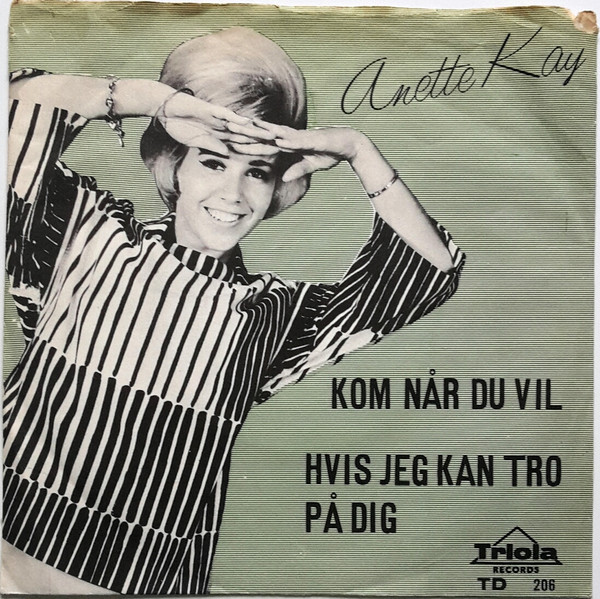 Anette Kay
KOM NÅR DU VIL
HVIS JEG KAN TRO
PÅ DIG
Triola
RECORDS
TD 206